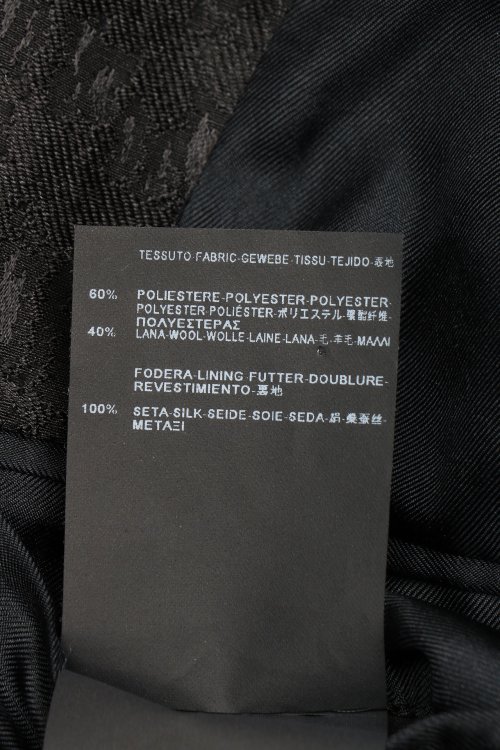 TESSUTO-FABRIC-GEWEBE-TISSU-TEJIDO-表地
60% POLIESTERE-POLYESTER-POLYESTER-
POLYESTER-POLIÉSTER-ポリエステル-聚酯纤维-
ΠΟΛΥΕΣΤΕΡΑΣ
40% LANA-WOOL-WOLLE-LAINE-LANA-毛-羊毛-ΜΑΛΛΙ
FODERA-LINING-FUTTER-DOUBLURE-
REVESTIMIENTO-裏地
100% SETA-SILK-SEIDE-SOIE-SEDA-絹-桑蚕丝-
ΜΕΤΑΞΙ